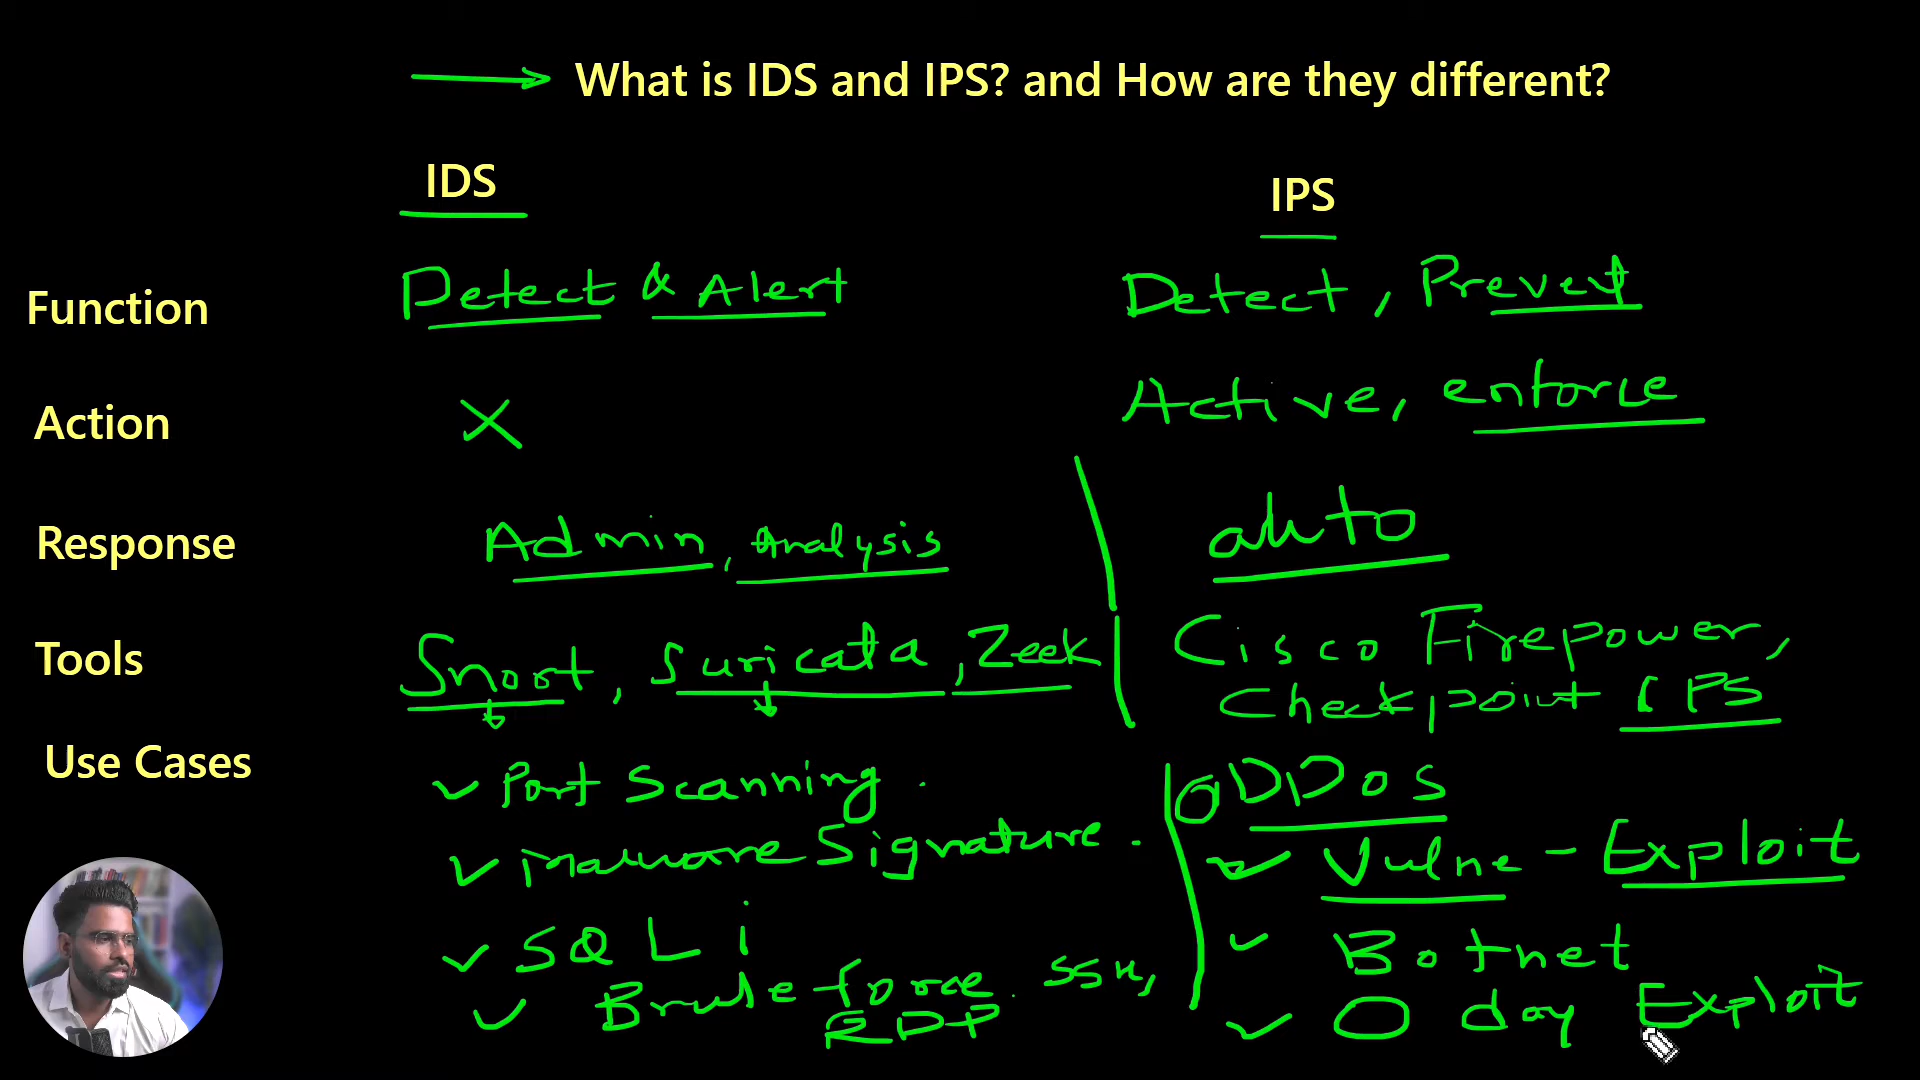 What is IDS and IPS? and How are they different?
IDS IPS
Function Detect & Alert Detect, Prevent
Action X Active, enforce
Response Admin, Analysis auto
Tools Snort, Suricata, Zeek Cisco Firepower,
Checkpoint IPS
Use Cases
Port Scanning. DDoS
Malware Signature. Vulne - Exploit
SQLi Botnet
Brute force. SSH, 0 day Exploit
RDP